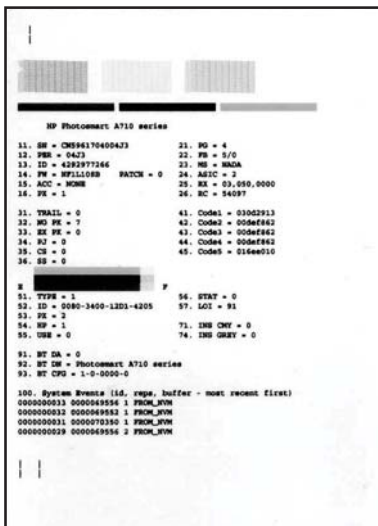 HP Photosmart A710 series
11. SN = CN5961704004J3 21. PG = 4
12. PER = 04J3 22. FB = 5/0
13. ID = 4292977266 23. MS = NADA
14. FW = NF1L108B PATCH = 0 24. ASIC = 2
15. ACC = NONE 25. RX = 03,050,0000
16. PX = 1 26. RC = 54097
31. TRAIL = 0 41. Code1 = 030d2913
32. NO PK = 7 42. Code2 = 00def862
33. EX PK = 0 43. Code3 = 00def862
34. PJ = 0 44. Code4 = 00def862
35. CS = 0 45. Code5 = 016ee010
36. SS = 0
E F
51. TYPE = 1 56. STAT = 0
52. ID = 0080-3400-12D1-4205 57. LOI = 91
53. PX = 2
54. HP = 1 71. INS CMY = 0
55. USE = 0 74. INS GREY = 0
91. BT DA = 0
92. BT DN = Photosmart A710 series
93. BT CFG = 1-0-0000-0
100. System Events (id, reps, buffer - most recent first)
0000000033 0000069556 1 FROM_NVM
0000000032 0000069552 1 FROM_NVM
0000000031 0000070350 1 FROM_NVM
0000000029 0000069556 2 FROM_NVM